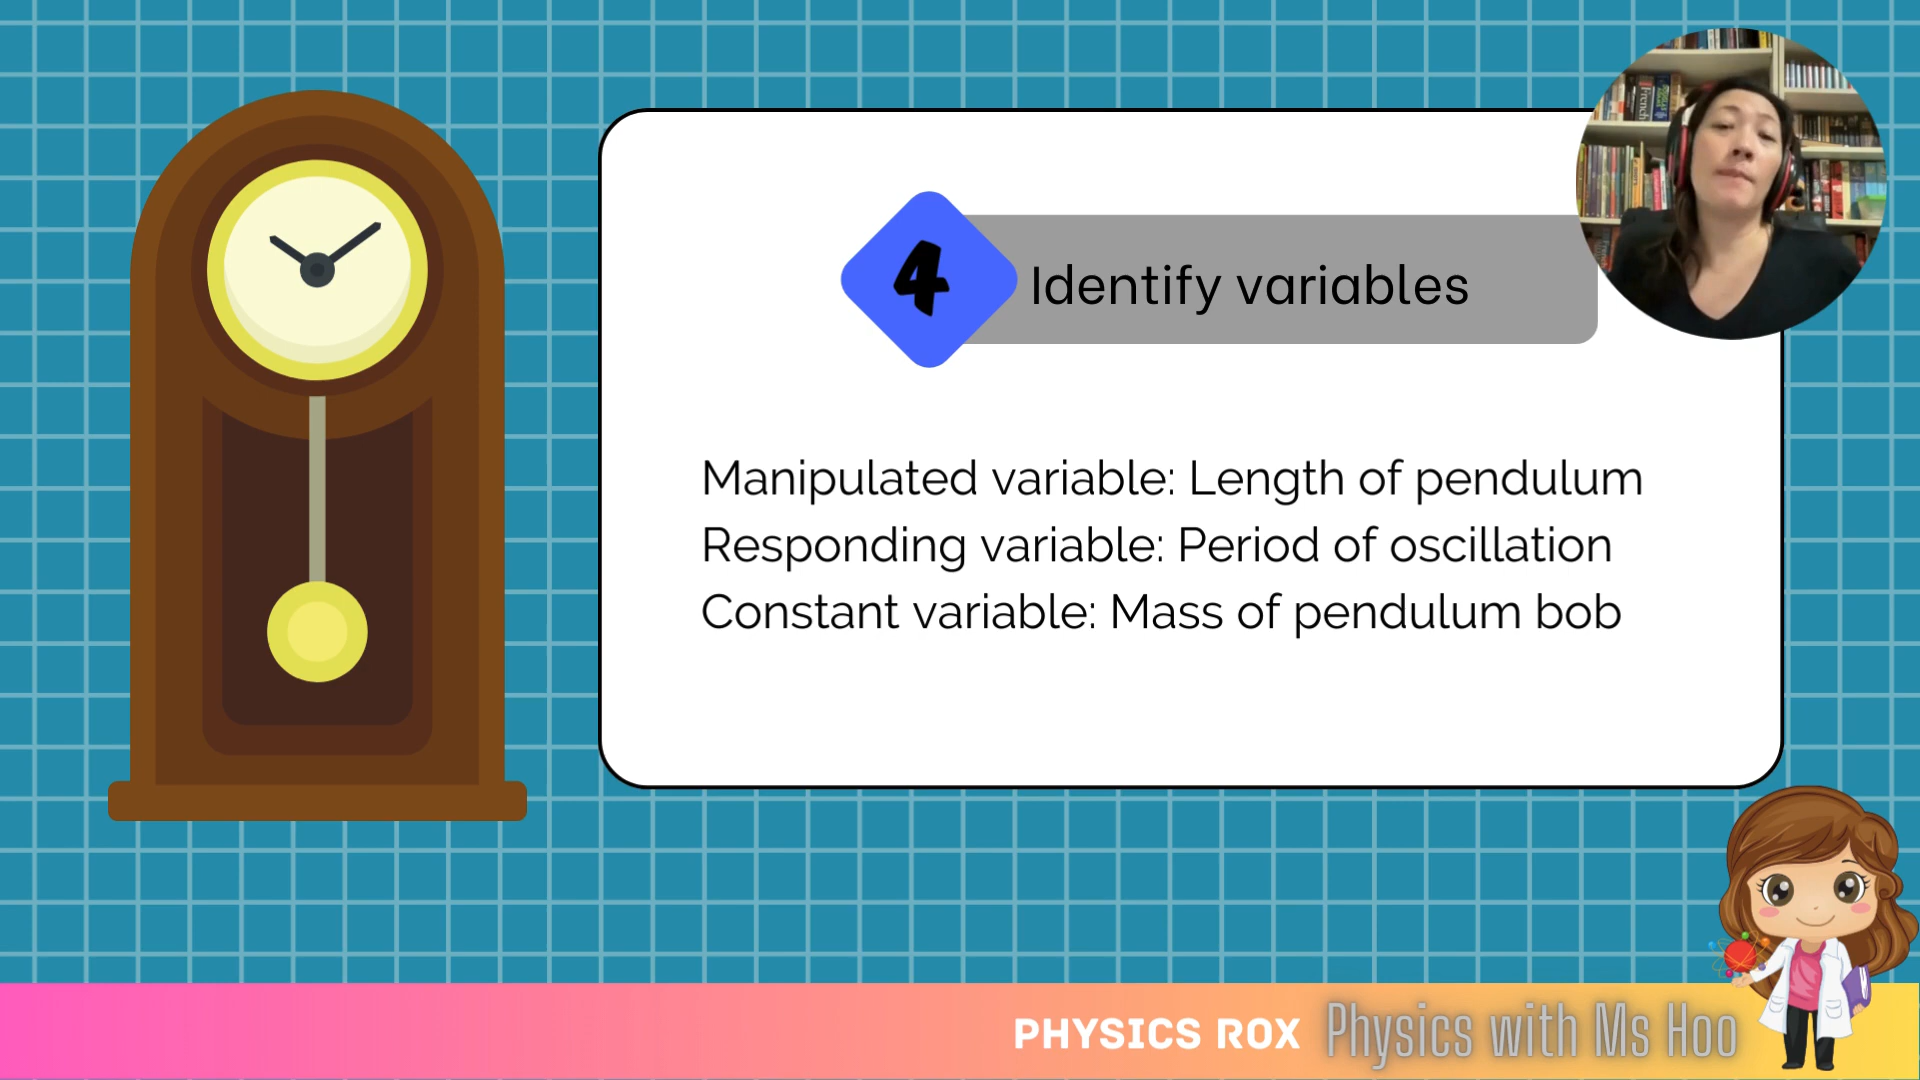 4
Identify variables
Manipulated variable: Length of pendulum
Responding variable: Period of oscillation
Constant variable: Mass of pendulum bob
PHYSICS ROX
Physics with Ms Hoo
French